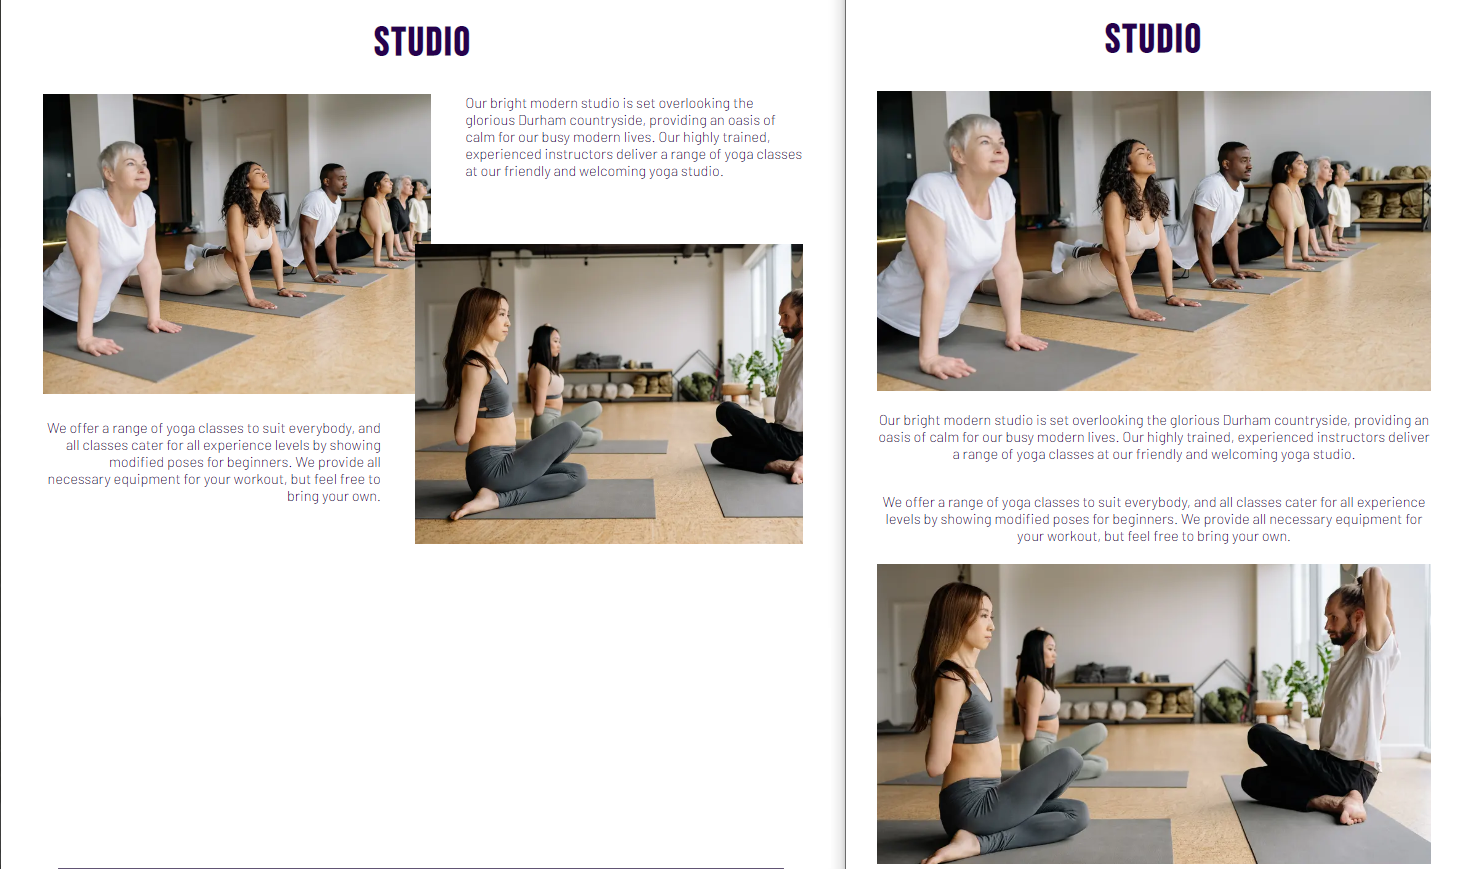 STUDIO
Our bright modern studio is set overlooking the
glorious Durham countryside, providing an oasis of
calm for our busy modern lives. Our highly trained,
experienced instructors deliver a range of yoga classes
at our friendly and welcoming yoga studio.
We offer a range of yoga classes to suit everybody, and
all classes cater for all experience levels by showing
modified poses for beginners. We provide all
necessary equipment for your workout, but feel free to
bring your own.
STUDIO
Our bright modern studio is set overlooking the glorious Durham countryside, providing an
oasis of calm for our busy modern lives. Our highly trained, experienced instructors deliver
a range of yoga classes at our friendly and welcoming yoga studio.
We offer a range of yoga classes to suit everybody, and all classes cater for all experience
levels by showing modified poses for beginners. We provide all necessary equipment for
your workout, but feel free to bring your own.